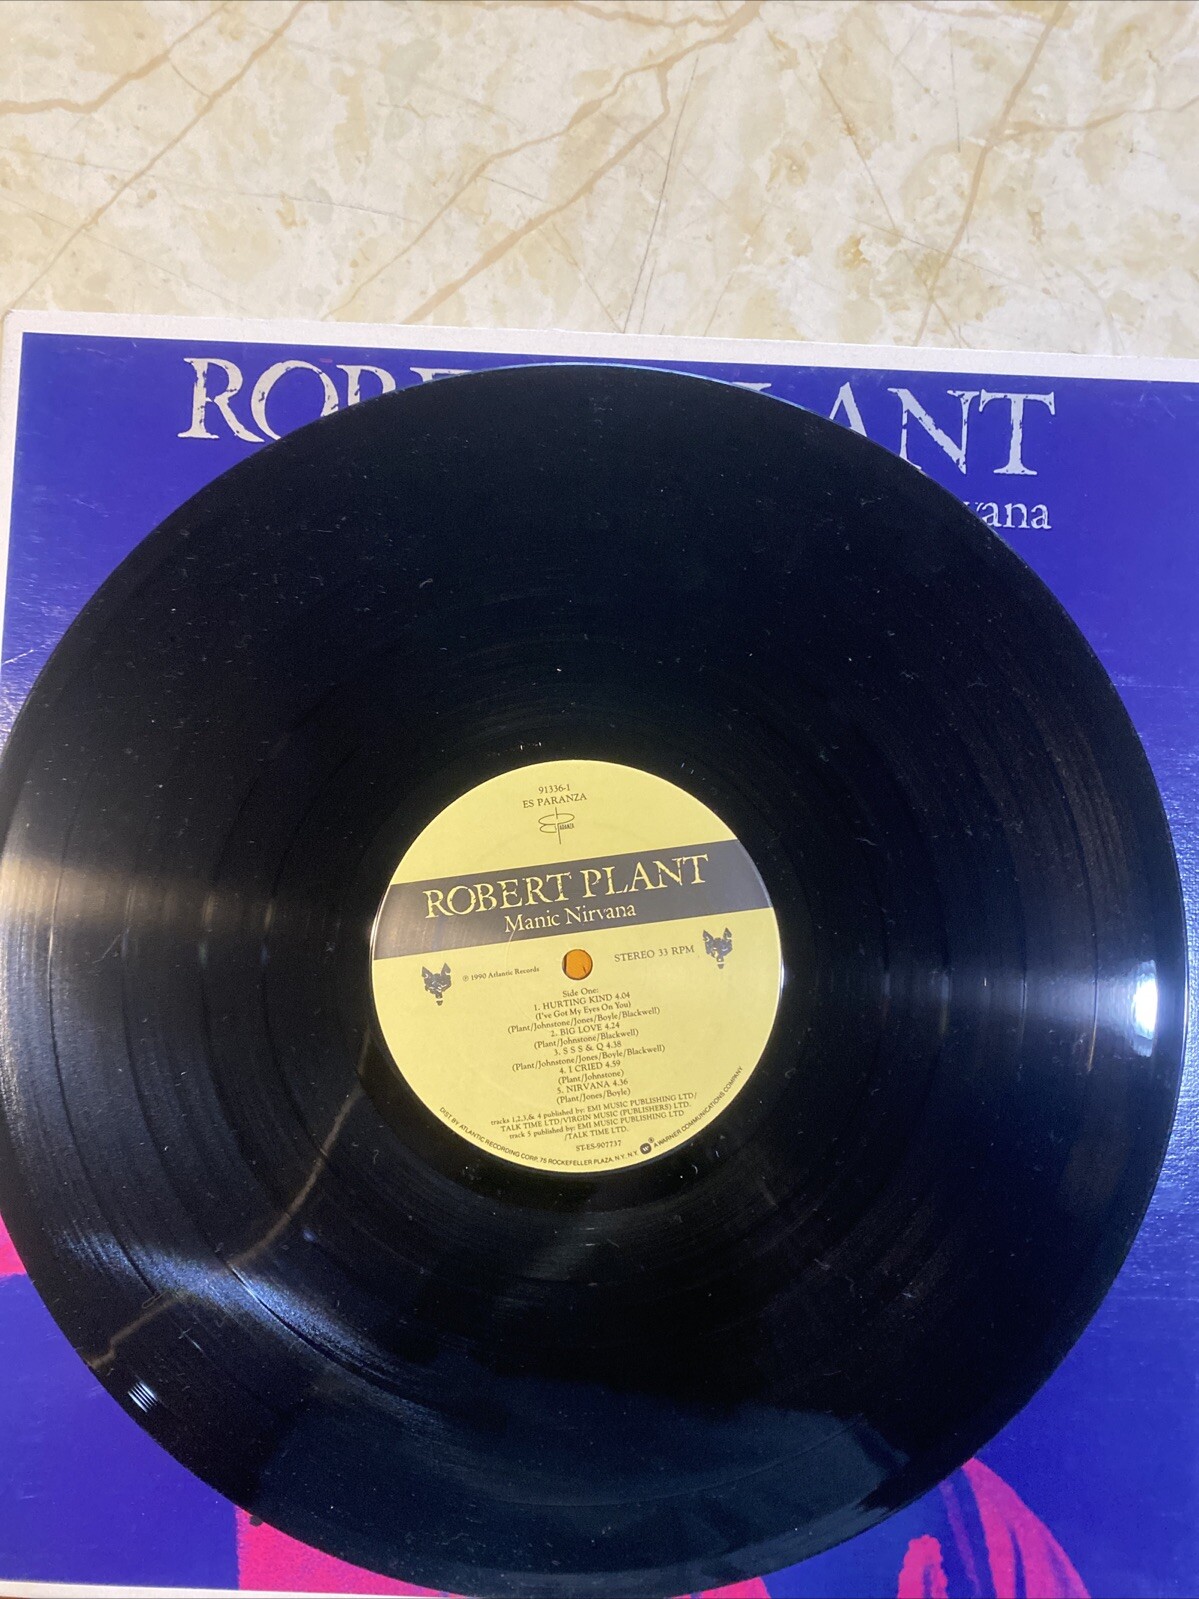 ROBE PLANT
vana
91336-1
ES PARANZA
ES PARANZA
ROBERT PLANT
Manic Nirvana
℗ 1990 Atlantic Records
STEREO 33 RPM
Side One:
1. HURTING KIND 4.04
(I've Got My Eyes On You)
(Plant/Johnstone/Jones/Boyle/Blackwell)
2. BIG LOVE 4.24
(Plant/Johnstone/Blackwell)
3. S S S & Q 4.38
(Plant/Johnstone/Jones/Boyle/Blackwell)
4. I CRIED 4.59
(Plant/Johnstone)
5. NIRVANA 4.36
(Plant/Jones/Boyle)
tracks 1,2,3,& 4 published by: EMI MUSIC PUBLISHING LTD/
TALK TIME LTD/VIRGIN MUSIC (PUBLISHERS) LTD.
track 5 published by: EMI MUSIC PUBLISHING LTD
/TALK TIME LTD.
ST-ES-907737
DIST. BY ATLANTIC RECORDING CORP. 75 ROCKEFELLER PLAZA, N.Y. N.Y. ® A WARNER COMMUNICATIONS COMPANY